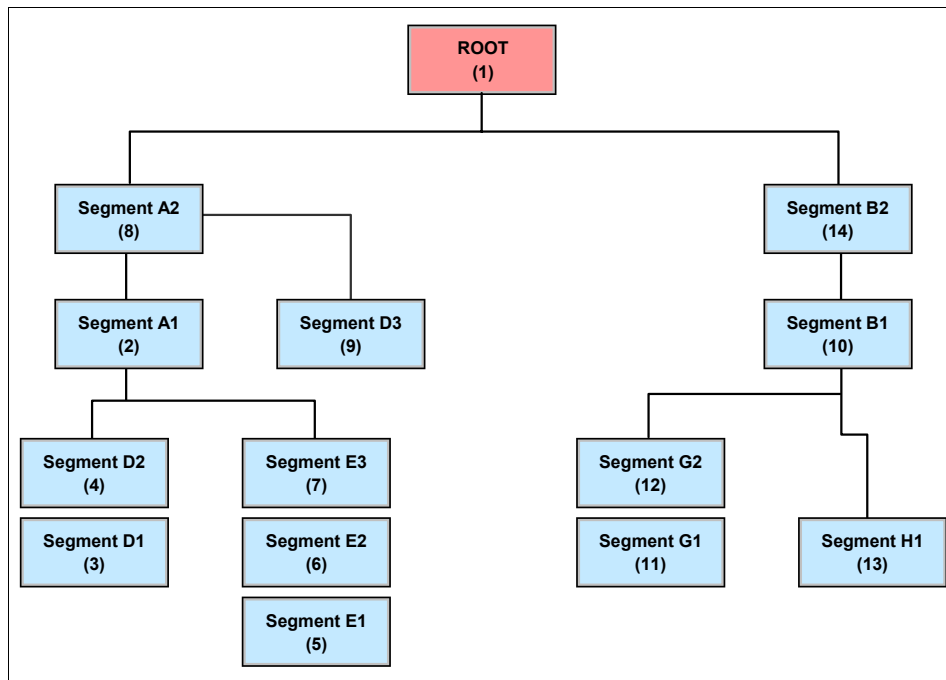 ROOT
(1)
Segment A2
(8)
Segment B2
(14)
Segment A1
(2)
Segment D3
(9)
Segment B1
(10)
Segment D2
(4)
Segment E3
(7)
Segment G2
(12)
Segment D1
(3)
Segment E2
(6)
Segment G1
(11)
Segment H1
(13)
Segment E1
(5)